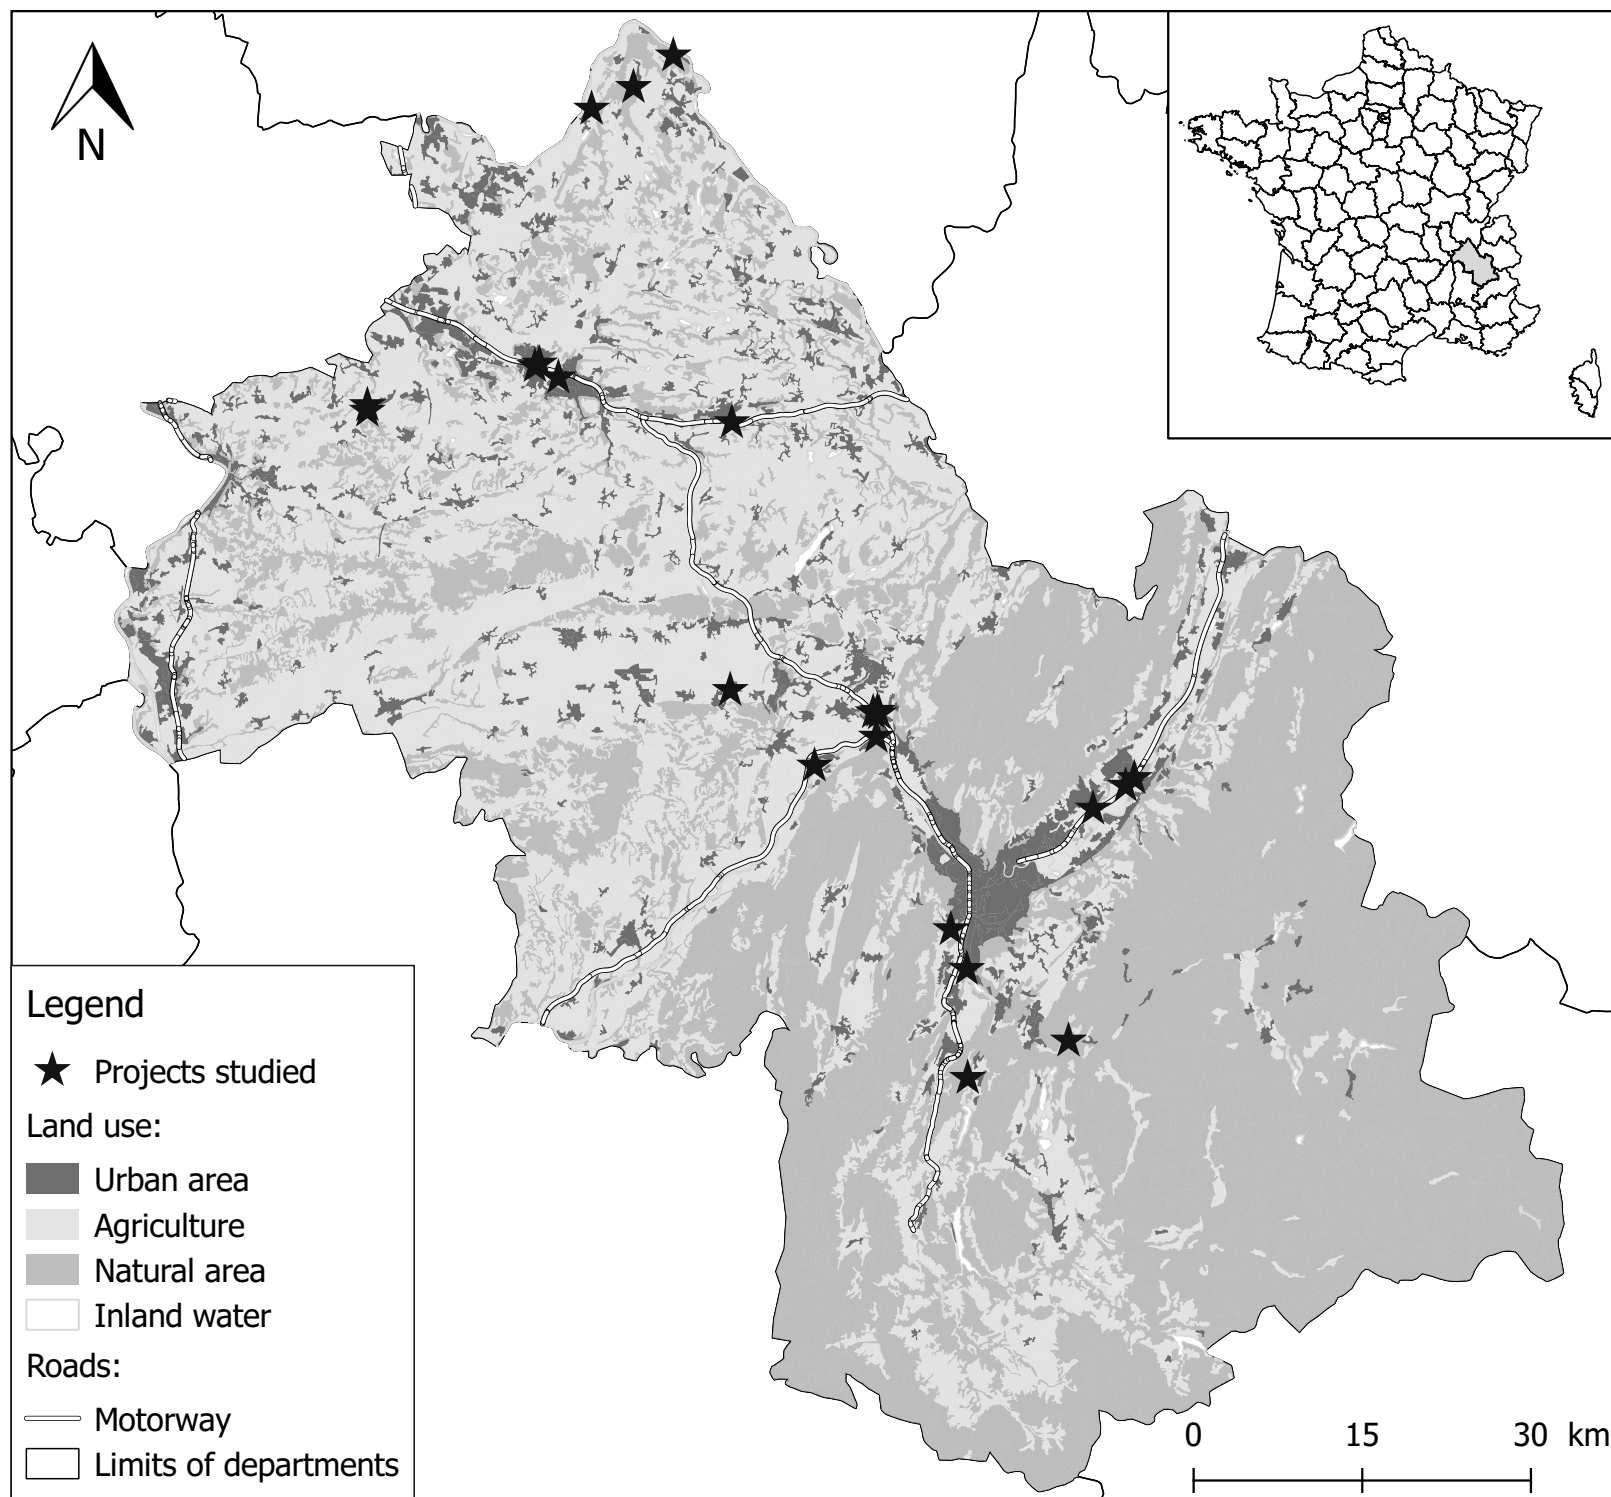 N
Legend
Projects studied
Land use:
Urban area
Agriculture
Natural area
Inland water
Roads:
Motorway
Limits of departments
0 15 30 km